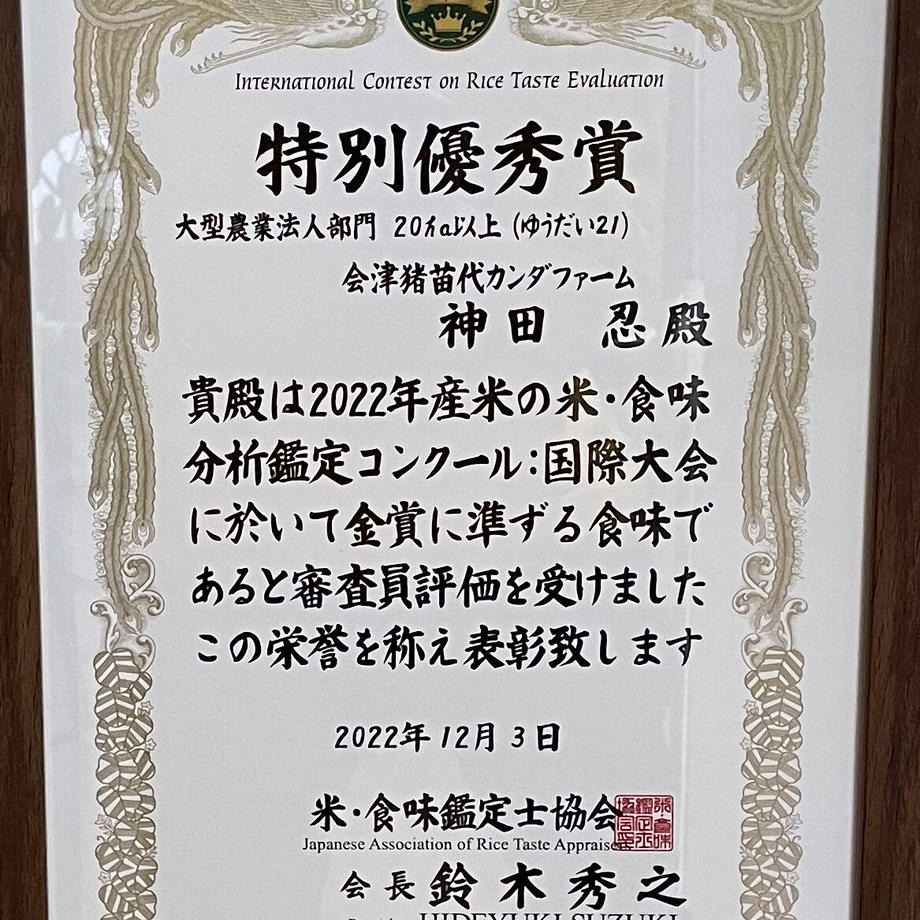 International Contest on Rice Taste Evaluation
特別優秀賞
大型農業法人部門 20ha以上 (ゆうだい21)
会津猪苗代カンダファーム
神田 忍 殿
貴殿は2022年産米の米・食味
分析鑑定コンクール:国際大会
に於いて金賞に準ずる食味で
あると審査員評価を受けました
この栄誉を称え表彰致します
2022年12月3日
米・食味鑑定士協会
Japanese Association of Rice Taste Appraisers
会長 鈴木秀之
HIDEYUKI SUZUKI